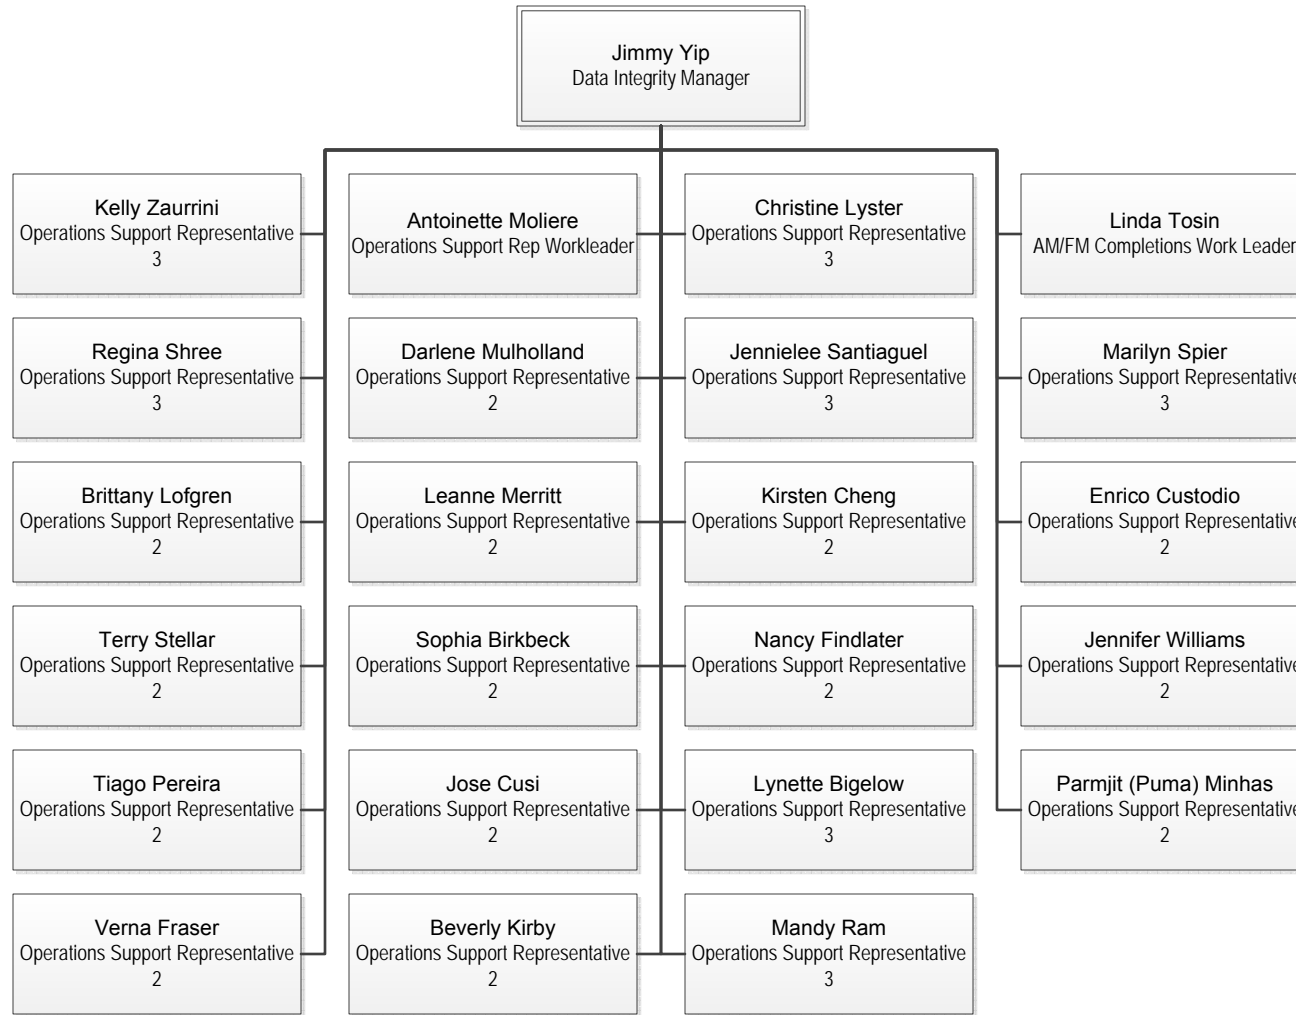 Jimmy Yip
Data Integrity Manager
Kelly Zaurrini
Operations Support Representative
3
Antoinette Moliere
Operations Support Rep Workleader
Christine Lyster
Operations Support Representative
3
Linda Tosin
AM/FM Completions Work Leader
Regina Shree
Operations Support Representative
3
Darlene Mulholland
Operations Support Representative
2
Jennielee Santiaguel
Operations Support Representative
3
Marilyn Spier
Operations Support Representative
3
Brittany Lofgren
Operations Support Representative
2
Leanne Merritt
Operations Support Representative
2
Kirsten Cheng
Operations Support Representative
2
Enrico Custodio
Operations Support Representative
2
Terry Stellar
Operations Support Representative
2
Sophia Birkbeck
Operations Support Representative
2
Nancy Findlater
Operations Support Representative
2
Jennifer Williams
Operations Support Representative
2
Tiago Pereira
Operations Support Representative
2
Jose Cusi
Operations Support Representative
2
Lynette Bigelow
Operations Support Representative
3
Parmjit (Puma) Minhas
Operations Support Representative
2
Verna Fraser
Operations Support Representative
2
Beverly Kirby
Operations Support Representative
2
Mandy Ram
Operations Support Representative
3